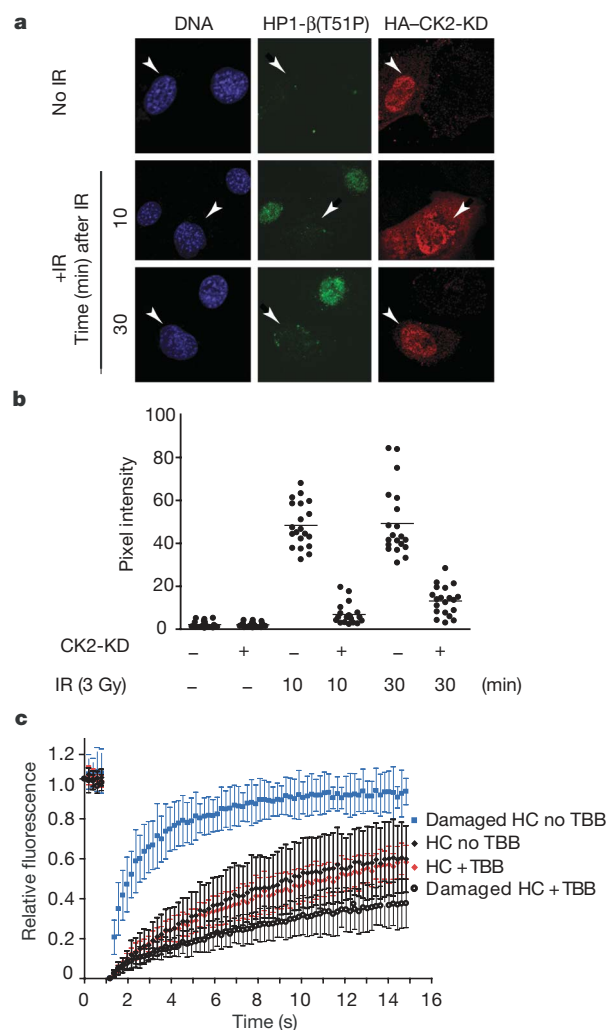 a
DNA HP1-β(T51P) HA–CK2-KD
No IR
+IR
Time (min) after IR
10
30
b
Pixel intensity
100
80
60
40
20
0
CK2-KD – + – + – +
IR (3 Gy) – – 10 10 30 30 (min)
c
Relative fluorescence
1.2
1.0
0.8
0.6
0.4
0.2
0
0 2 4 6 8 10 12 14 16
Time (s)
Damaged HC no TBB
HC no TBB
HC + TBB
Damaged HC + TBB